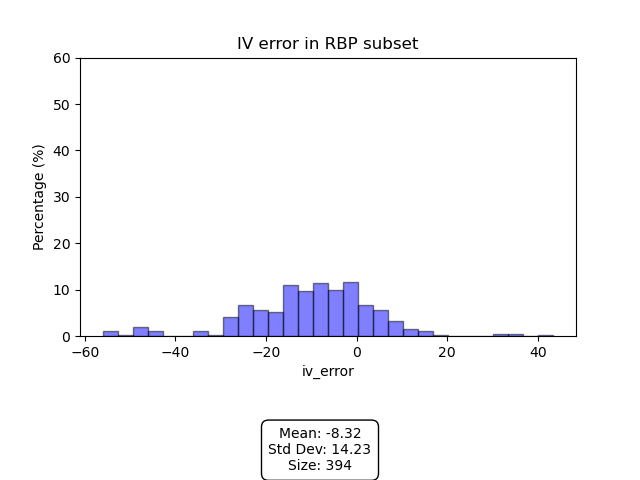 IV error in RBP subset
60
50
40
30
20
10
0
Percentage (%)
−60
−40
−20
0
20
40
iv_error
Mean: -8.32
Std Dev: 14.23
Size: 394